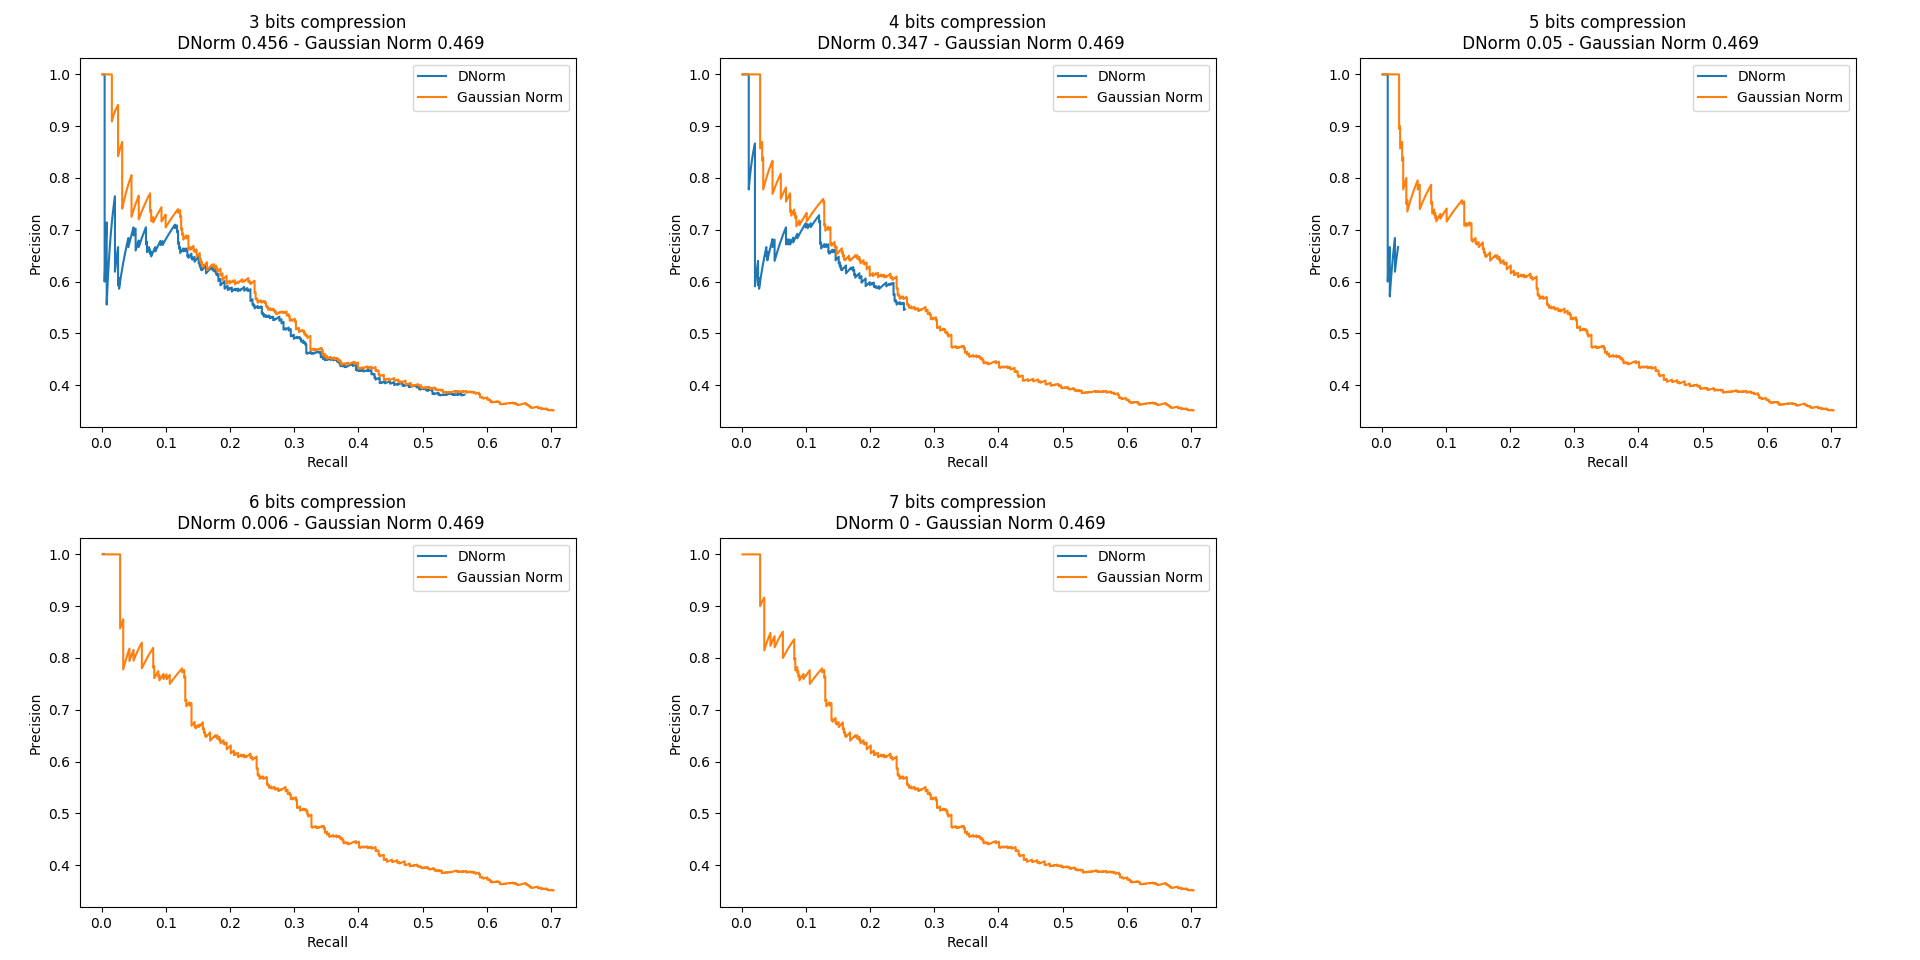 3 bits compression
DNorm 0.456 - Gaussian Norm 0.469
1.0
0.9
0.8
0.7
0.6
0.5
0.4
Precision
DNorm
Gaussian Norm
0.0 0.1 0.2 0.3 0.4 0.5 0.6 0.7
Recall
4 bits compression
DNorm 0.347 - Gaussian Norm 0.469
1.0
0.9
0.8
0.7
0.6
0.5
0.4
Precision
DNorm
Gaussian Norm
0.0 0.1 0.2 0.3 0.4 0.5 0.6 0.7
Recall
5 bits compression
DNorm 0.05 - Gaussian Norm 0.469
1.0
0.9
0.8
0.7
0.6
0.5
0.4
Precision
DNorm
Gaussian Norm
0.0 0.1 0.2 0.3 0.4 0.5 0.6 0.7
Recall
6 bits compression
DNorm 0.006 - Gaussian Norm 0.469
1.0
0.9
0.8
0.7
0.6
0.5
0.4
Precision
DNorm
Gaussian Norm
0.0 0.1 0.2 0.3 0.4 0.5 0.6 0.7
Recall
7 bits compression
DNorm 0 - Gaussian Norm 0.469
1.0
0.9
0.8
0.7
0.6
0.5
0.4
Precision
DNorm
Gaussian Norm
0.0 0.1 0.2 0.3 0.4 0.5 0.6 0.7
Recall